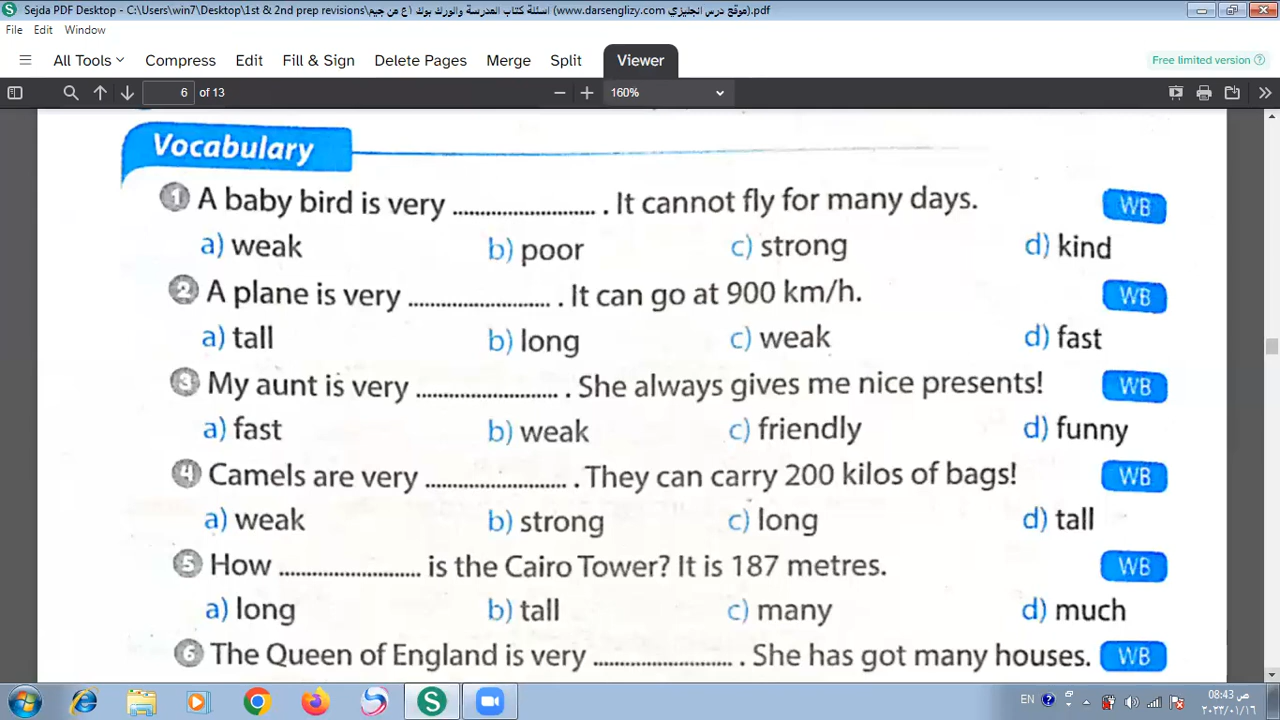 Sejda PDF Desktop - C:\Users\win7\Desktop\1st & 2nd prep revisions\اسئلة كتاب المدرسة والورك بوك (ع من جيم (www.darsenglizy.com موقع درس انجليزي).pdf
File Edit Window
All Tools Compress Edit Fill & Sign Delete Pages Merge Split Viewer Free limited version
6 of 13 160%
Vocabulary
1 A baby bird is very .......................... . It cannot fly for many days. WB
a) weak b) poor c) strong d) kind
2 A plane is very .......................... . It can go at 900 km/h. WB
a) tall b) long c) weak d) fast
3 My aunt is very .......................... . She always gives me nice presents! WB
a) fast b) weak c) friendly d) funny
4 Camels are very .......................... . They can carry 200 kilos of bags! WB
a) weak b) strong c) long d) tall
5 How .......................... is the Cairo Tower? It is 187 metres. WB
a) long b) tall c) many d) much
6 The Queen of England is very .......................... . She has got many houses. WB
EN 08:43 ص
٢٠٢٣/٠١/١٦